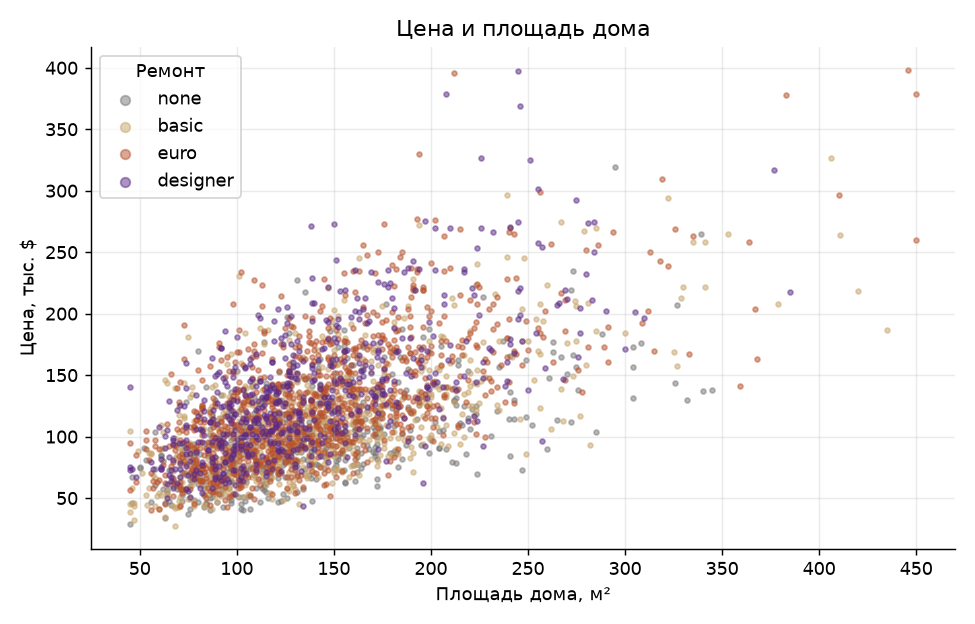 Цена и площадь дома
Ремонт
none
basic
euro
designer
Цена, тыс. $
400
350
300
250
200
150
100
50
50 100 150 200 250 300 350 400 450
Площадь дома, м²